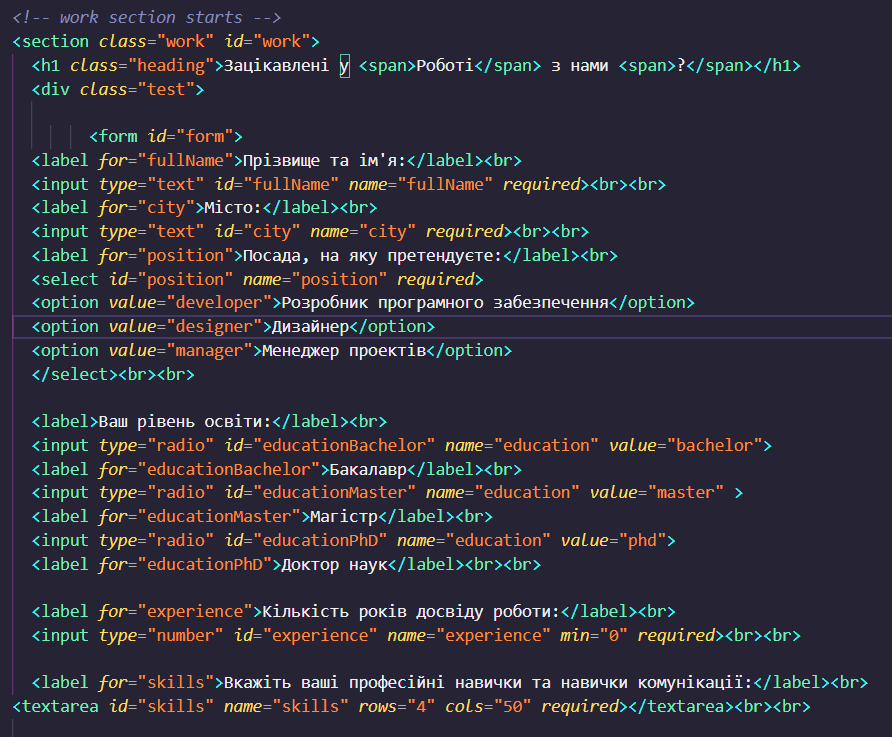 <!-- work section starts -->
<section class="work" id="work">
<h1 class="heading">Зацікавлені у <span>Роботі</span> з нами <span>?</span></h1>
<div class="test">
<form id="form">
<label for="fullName">Прізвище та ім'я:</label><br>
<input type="text" id="fullName" name="fullName" required><br><br>
<label for="city">Місто:</label><br>
<input type="text" id="city" name="city" required><br><br>
<label for="position">Посада, на яку претендуєте:</label><br>
<select id="position" name="position" required>
<option value="developer">Розробник програмного забезпечення</option>
<option value="designer">Дизайнер</option>
<option value="manager">Менеджер проектів</option>
</select><br><br>
<label>Ваш рівень освіти:</label><br>
<input type="radio" id="educationBachelor" name="education" value="bachelor">
<label for="educationBachelor">Бакалавр</label><br>
<input type="radio" id="educationMaster" name="education" value="master" >
<label for="educationMaster">Магістр</label><br>
<input type="radio" id="educationPhD" name="education" value="phd">
<label for="educationPhD">Доктор наук</label><br><br>
<label for="experience">Кількість років досвіду роботи:</label><br>
<input type="number" id="experience" name="experience" min="0" required><br><br>
<label for="skills">Вкажіть ваші професійні навички та навички комунікації:</label><br>
<textarea id="skills" name="skills" rows="4" cols="50" required></textarea><br><br>